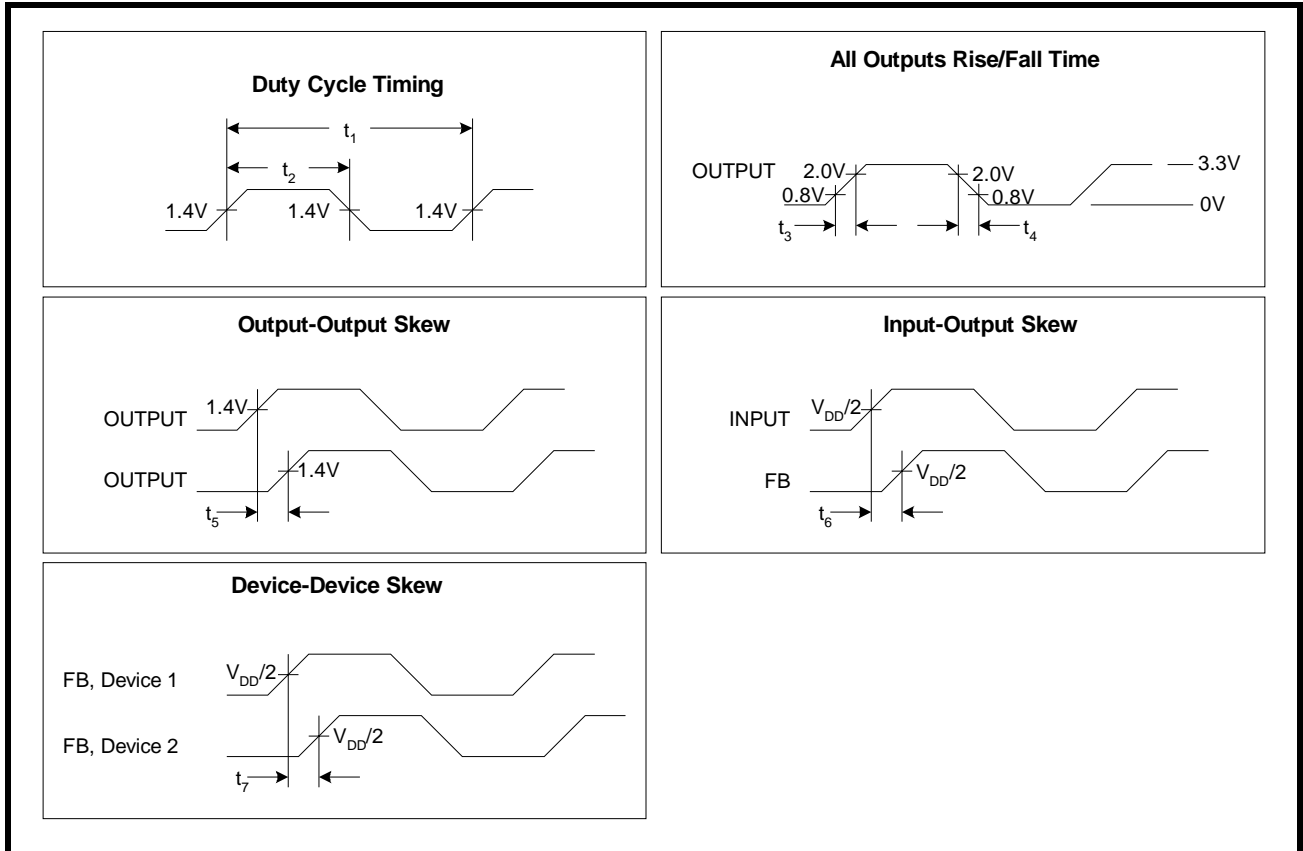 Duty Cycle Timing
t1
t2
1.4V 1.4V 1.4V
All Outputs Rise/Fall Time
OUTPUT 2.0V 2.0V 3.3V
0.8V 0.8V 0V
t3 t4
Output-Output Skew
OUTPUT 1.4V
OUTPUT 1.4V
t5
Input-Output Skew
INPUT VDD/2
FB VDD/2
t6
Device-Device Skew
FB, Device 1 VDD/2
FB, Device 2 VDD/2
t7